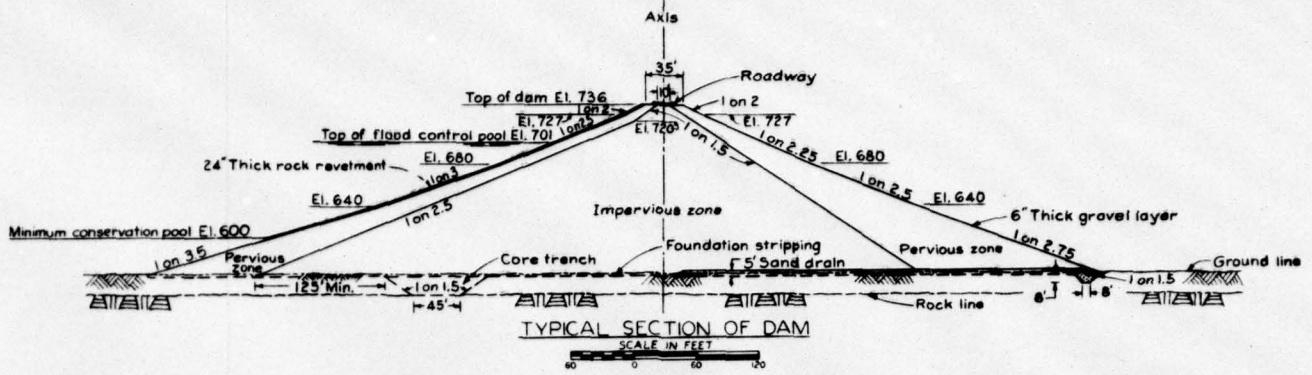 Axis
35'
10'
Roadway
Top of dam El. 736
1 on 2
1 on 2
El. 727
El. 727
El. 720
Top of flood control pool El. 701
1 on 2.5
1 on 1.5
1 on 2.25
El. 680
El. 680
24" Thick rock revetment
1 on 3
1 on 2.5
El. 640
El. 640
1 on 2.5
Impervious zone
6" Thick gravel layer
Minimum conservation pool El. 600
1 on 3.5
1 on 2.75
Pervious zone
Foundation stripping
Pervious zone
Core trench
5' Sand drain
Ground line
125' Min.
1 on 1.5
1 on 1.5
45'
8'
8'
Rock line
TYPICAL SECTION OF DAM
SCALE IN FEET
60 0 60 120